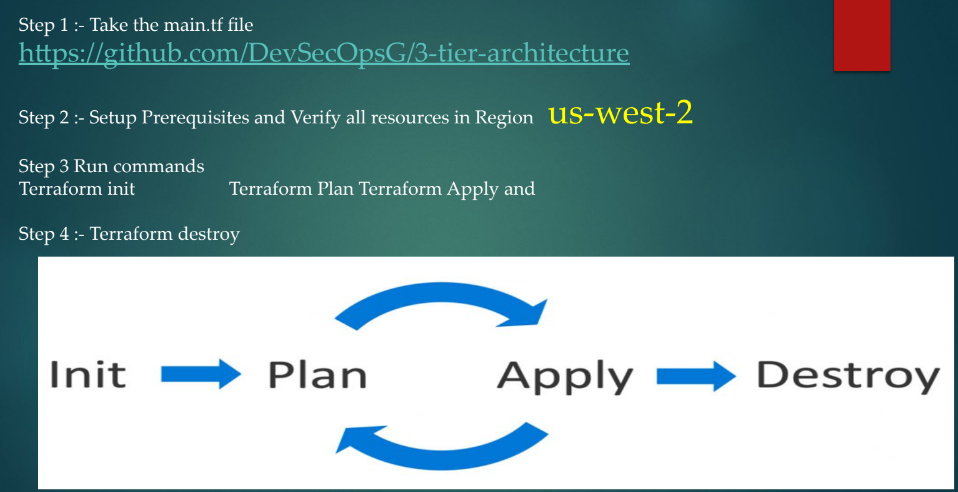 Step 1 :- Take the main.tf file
https://github.com/DevSecOpsG/3-tier-architecture
Step 2 :- Setup Prerequisites and Verify all resources in Region us-west-2
Step 3 Run commands
Terraform init Terraform Plan Terraform Apply and
Step 4 :- Terraform destroy
Init Plan Apply Destroy